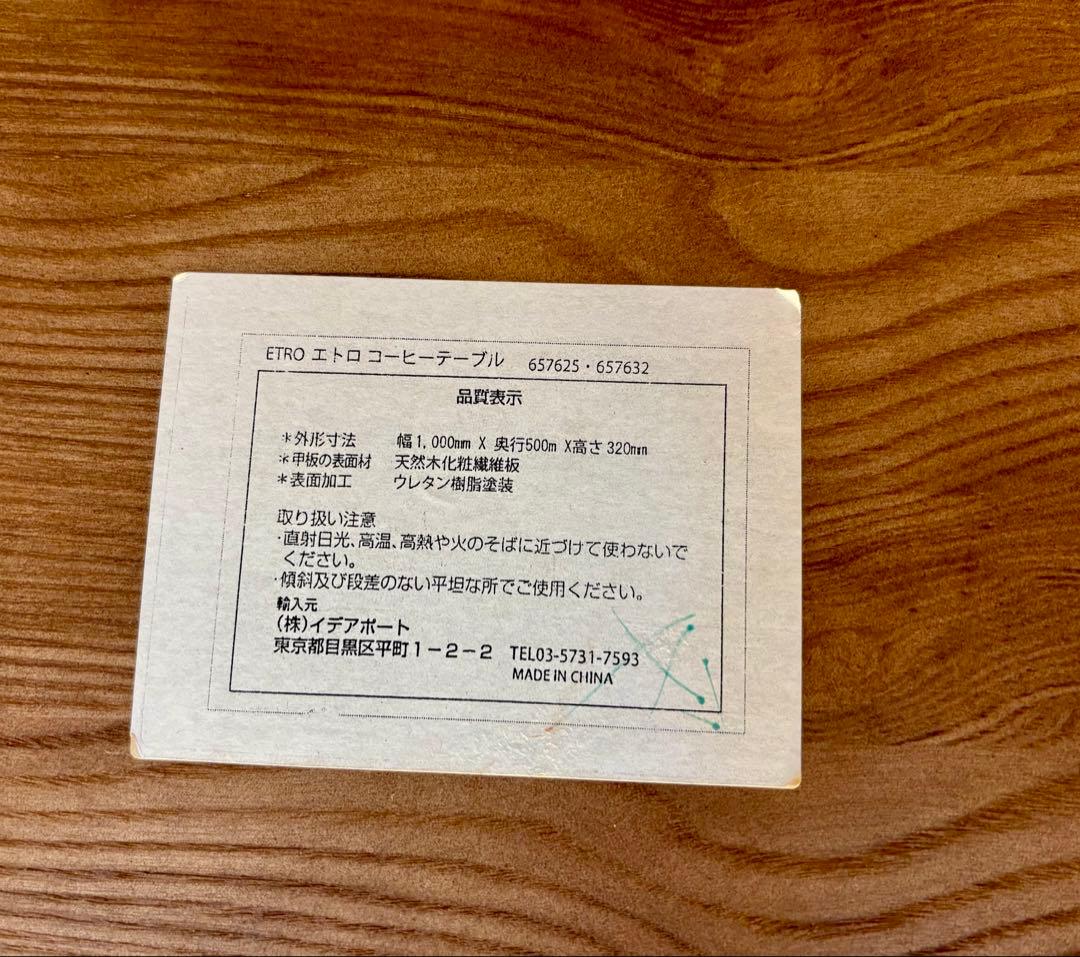 ETRO エトロ コーヒーテーブル 657625・657632
品質表示
＊外形寸法 幅1,000mm X 奥行500m X高さ320mm
＊甲板の表面材 天然木化粧繊維板
＊表面加工 ウレタン樹脂塗装
取り扱い注意
・直射日光、高温、高熱や火のそばに近づけて使わないで
ください。
・傾斜及び段差のない平坦な所でご使用ください。
輸入元
(株)イデアポート
東京都目黒区平町1－2－2 TEL03-5731-7593
MADE IN CHINA